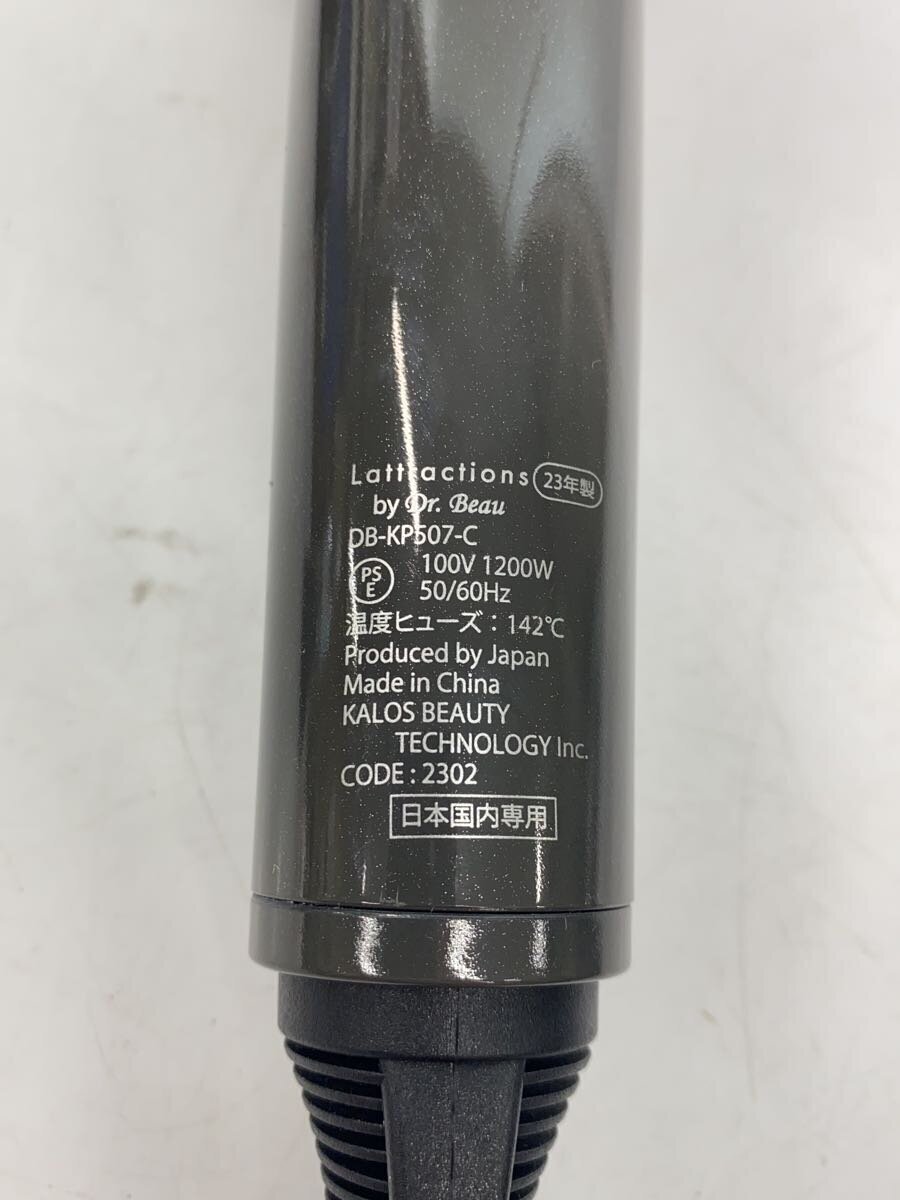 Lattractions 23年製
by Dr. Beau
DB-KP507-C
PSE 100V 1200W
50/60Hz
温度ヒューズ：142℃
Produced by Japan
Made in China
KALOS BEAUTY
TECHNOLOGY Inc.
CODE : 2302
日本国内専用